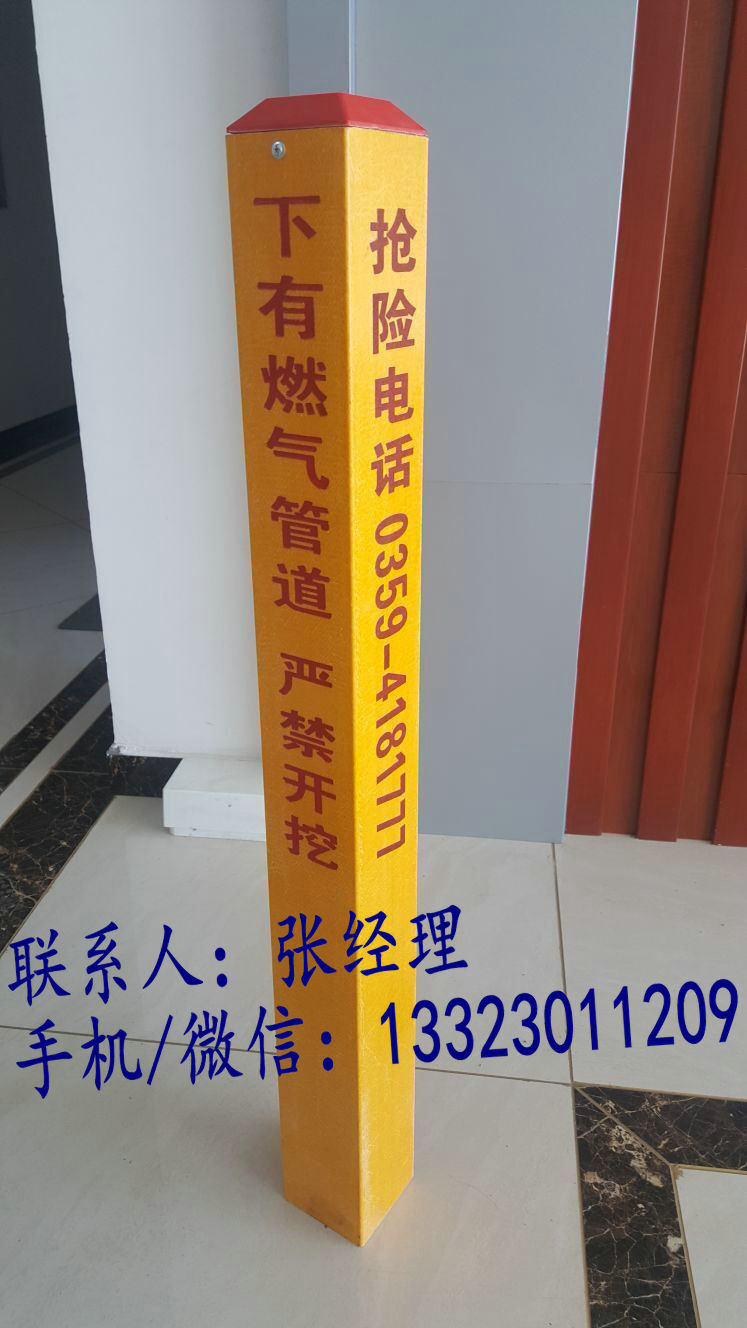 下有燃气管道 严禁开挖
抢险电话 0359-4181777
联系人：张经理
手机/微信：13323011209